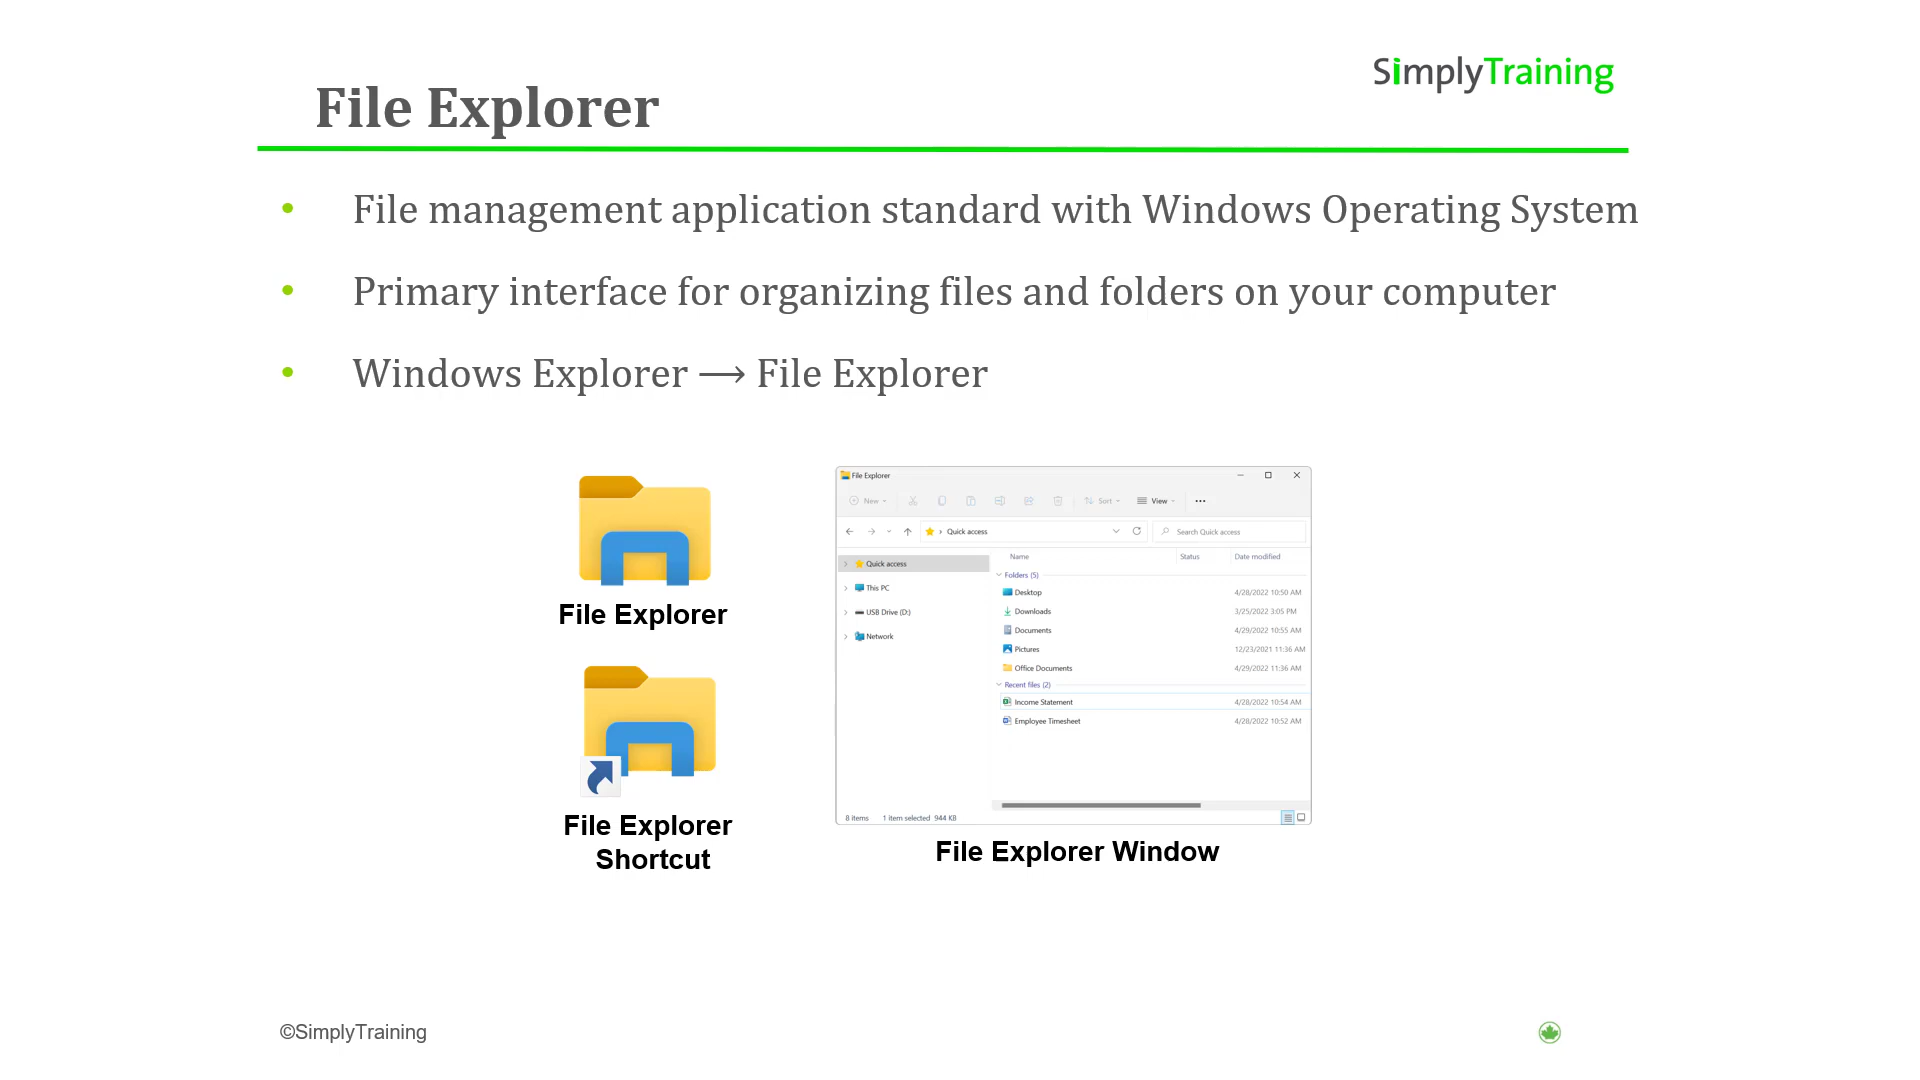 SimplyTraining
File Explorer
• File management application standard with Windows Operating System
• Primary interface for organizing files and folders on your computer
• Windows Explorer ⟶ File Explorer
File Explorer
File Explorer
Shortcut
File Explorer
New
Sort
View
Quick access
Search Quick access
Quick access
This PC
USB Drive (D:)
Network
Name Status Date modified
Folders (5)
Desktop 4/28/2022 10:50 AM
Downloads 3/25/2022 3:05 PM
Documents 4/29/2022 10:55 AM
Pictures 12/23/2021 11:36 AM
Office Documents 4/29/2022 11:36 AM
Recent files (2)
Income Statement 4/28/2022 10:54 AM
Employee Timesheet 4/28/2022 10:52 AM
8 items 1 item selected 944 KB
File Explorer Window
©SimplyTraining